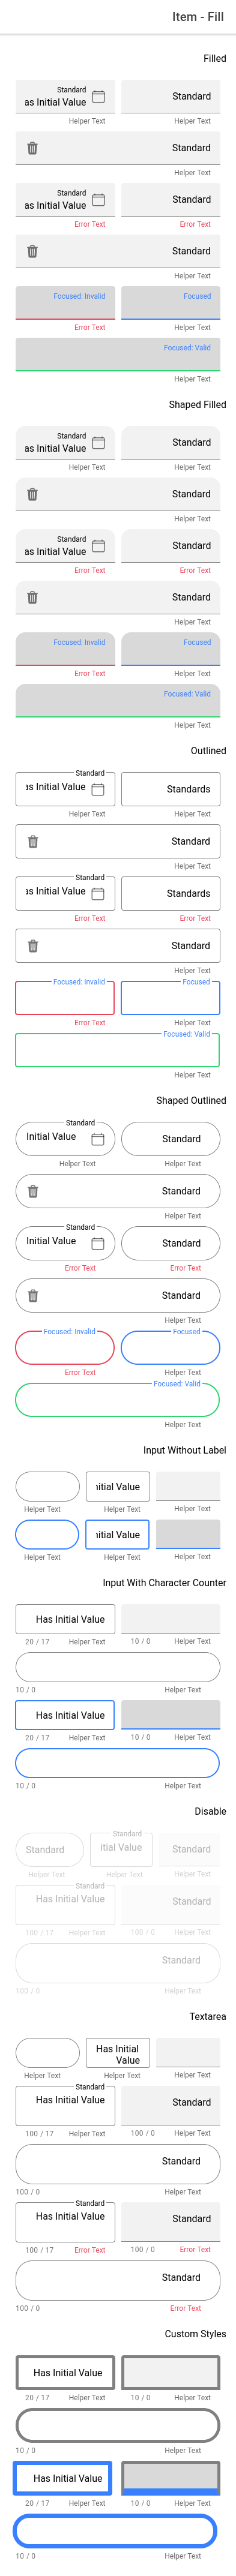 Item - Fill
Filled
Standard
as Initial Value
Standard
Helper Text
Helper Text
Standard
Helper Text
Standard
as Initial Value
Standard
Error Text
Error Text
Standard
Helper Text
Focused: Invalid
Focused
Error Text
Helper Text
Focused: Valid
Helper Text
Shaped Filled
Standard
as Initial Value
Standard
Helper Text
Helper Text
Standard
Helper Text
Standard
as Initial Value
Standard
Error Text
Error Text
Standard
Helper Text
Focused: Invalid
Focused
Error Text
Helper Text
Focused: Valid
Helper Text
Outlined
Standard
as Initial Value
Standards
Helper Text
Helper Text
Standard
Helper Text
Standard
as Initial Value
Standards
Error Text
Error Text
Standard
Helper Text
Focused: Invalid
Focused
Error Text
Helper Text
Focused: Valid
Helper Text
Shaped Outlined
Standard
Initial Value
Standard
Helper Text
Helper Text
Standard
Helper Text
Standard
Initial Value
Standard
Error Text
Error Text
Standard
Helper Text
Focused: Invalid
Focused
Error Text
Helper Text
Focused: Valid
Helper Text
Input Without Label
nitial Value
Helper Text
Helper Text
Helper Text
nitial Value
Helper Text
Helper Text
Helper Text
Input With Character Counter
Has Initial Value
20 / 17
Helper Text
10 / 0
Helper Text
10 / 0
Helper Text
Has Initial Value
20 / 17
Helper Text
10 / 0
Helper Text
10 / 0
Helper Text
Disable
Standard
Standard
itial Value
Standard
Helper Text
Helper Text
Helper Text
Standard
Has Initial Value
Standard
100 / 17
Helper Text
100 / 0
Helper Text
Standard
100 / 0
Helper Text
Textarea
Has Initial
Value
Helper Text
Helper Text
Helper Text
Standard
Has Initial Value
Standard
100 / 17
Helper Text
100 / 0
Helper Text
Standard
100 / 0
Helper Text
Standard
Has Initial Value
Standard
100 / 17
Error Text
100 / 0
Error Text
Standard
100 / 0
Error Text
Custom Styles
Has Initial Value
20 / 17
Helper Text
10 / 0
Helper Text
10 / 0
Helper Text
Has Initial Value
20 / 17
Helper Text
10 / 0
Helper Text
10 / 0
Helper Text